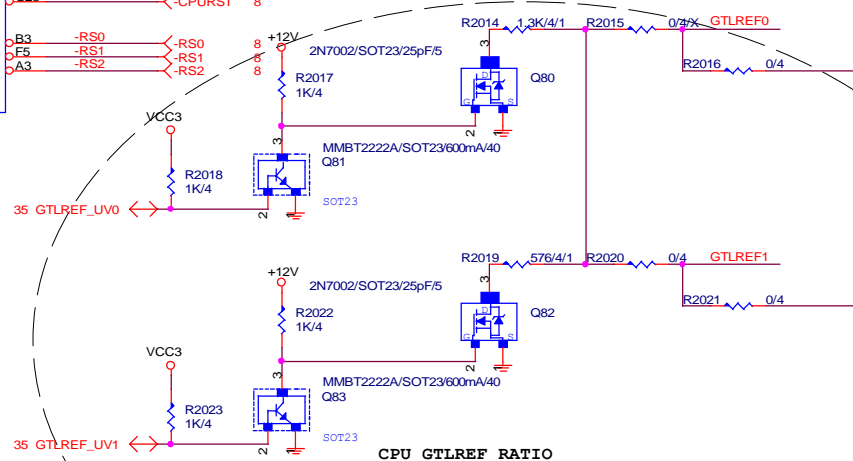 -CPURST 8
B3 -RS0 -RS0 8
F5 -RS1 -RS1 8
A3 -RS2 -RS2 8
+12V
2N7002/SOT23/25pF/5
R2014 1.3K/4/1 R2015 0/4/X GTLREF0
3
R2016 0/4
R2017
1K/4
D
Q80
G S
2 1
VCC3
3
MMBT2222A/SOT23/600mA/40
Q81
R2018
1K/4
SOT23
35 GTLREF_UV0
2 1
R2019 576/4/1 R2020 0/4 GTLREF1
+12V
2N7002/SOT23/25pF/5
3
R2021 0/4
R2022
1K/4
D
Q82
G S
2 1
VCC3
3
MMBT2222A/SOT23/600mA/40
Q83
R2023
1K/4
SOT23
35 GTLREF_UV1
2 1
CPU GTLREF RATIO